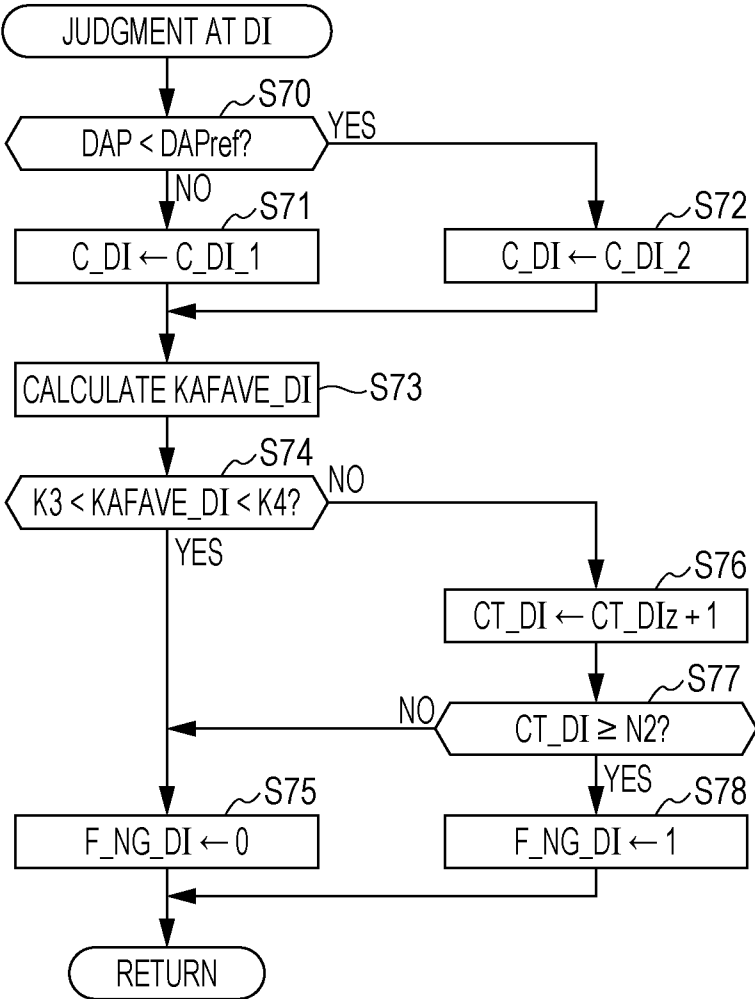 JUDGMENT AT DI
S70
DAP < DAPref?
YES
NO
S71
S72
C_DI ← C_DI_1
C_DI ← C_DI_2
CALCULATE KAFAVE_DI
S73
S74
K3 < KAFAVE_DI < K4?
NO
YES
S76
CT_DI ← CT_DIz + 1
S77
NO
CT_DI ≥ N2?
YES
S75
S78
F_NG_DI ← 0
F_NG_DI ← 1
RETURN